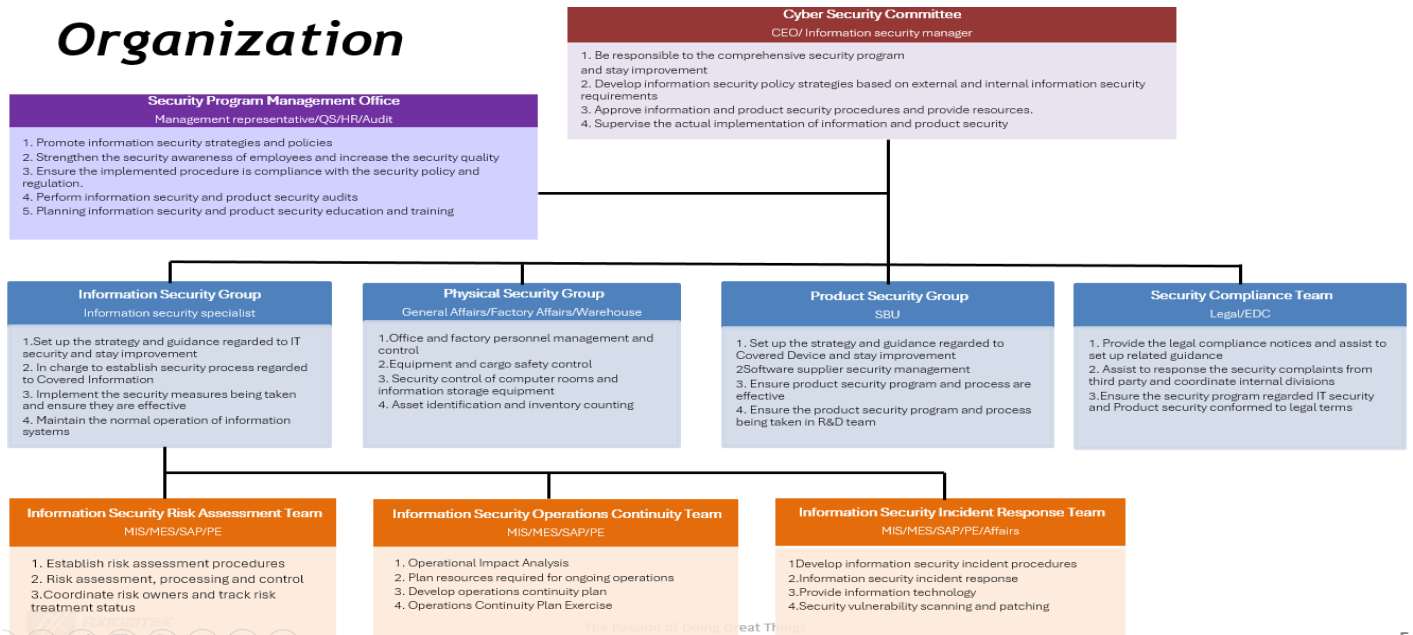 Organization
Cyber Security Committee
CEO/ Information security manager
1. Be responsible to the comprehensive security program
and stay improvement
2. Develop information security policy strategies based on external and internal information security
requirements
3. Approve information and product security procedures and provide resources.
4. Supervise the actual implementation of information and product security
Security Program Management Office
Management representative/QS/HR/Audit
1. Promote information security strategies and policies
2. Strengthen the security awareness of employees and increase the security quality
3. Ensure the implemented procedure is compliance with the security policy and
regulation.
4. Perform information security and product security audits
5. Planning information security and product security education and training
Information Security Group
Information security specialist
1.Set up the strategy and guidance regarded to IT
security and stay improvement
2. In charge to establish security process regarded
to Covered Information
3. Implement the security measures being taken
and ensure they are effective
4. Maintain the normal operation of information
systems
Physical Security Group
General Affairs/Factory Affairs/Warehouse
1.Office and factory personnel management and
control
2.Equipment and cargo safety control
3. Security control of computer rooms and
information storage equipment
4. Asset identification and inventory counting
Product Security Group
SBU
1. Set up the strategy and guidance regarded to
Covered Device and stay improvement
2Software supplier security management
3. Ensure product security program and process are
effective
4. Ensure the product security program and process
being taken in R&D team
Security Compliance Team
Legal/EDC
1. Provide the legal compliance notices and assist to
set up related guidance
2. Assist to response the security complaints from
third party and coordinate internal divisions
3.Ensure the security program regarded IT security
and Product security conformed to legal terms
Information Security Risk Assessment Team
MIS/MES/SAP/PE
1. Establish risk assessment procedures
2. Risk assessment, processing and control
3.Coordinate risk owners and track risk
treatment status
Information Security Operations Continuity Team
MIS/MES/SAP/PE
1. Operational Impact Analysis
2. Plan resources required for ongoing operations
3. Develop operations continuity plan
4. Operations Continuity Plan Exercise
Information Security Incident Response Team
MIS/MES/SAP/PE/Affairs
1Develop information security incident procedures
2.Information security incident response
3.Provide information technology
4.Security vulnerability scanning and patching
AXIOMTEK
The Passion of Doing Great Things